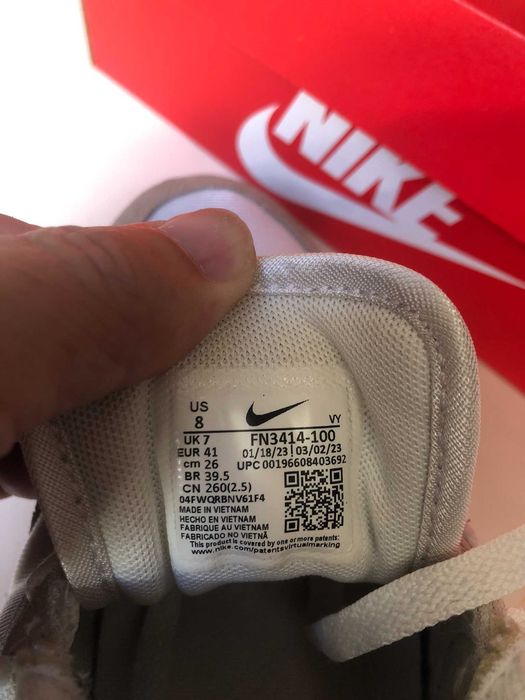 NIKE
US
8
VY
UK 7
FN3414-100
EUR 41
01/18/23 | 03/02/23
cm 26
UPC 00196608403692
BR 39.5
CN 260(2.5)
04FWQRBNV61F4
MADE IN VIETNAM
HECHO EN VIETNAM
FABRIQUE AU VIETNAM
FABRICADO NO VIETNÃ
This product is covered by one or more patents:
www.nike.com/patentsvirtualmarking